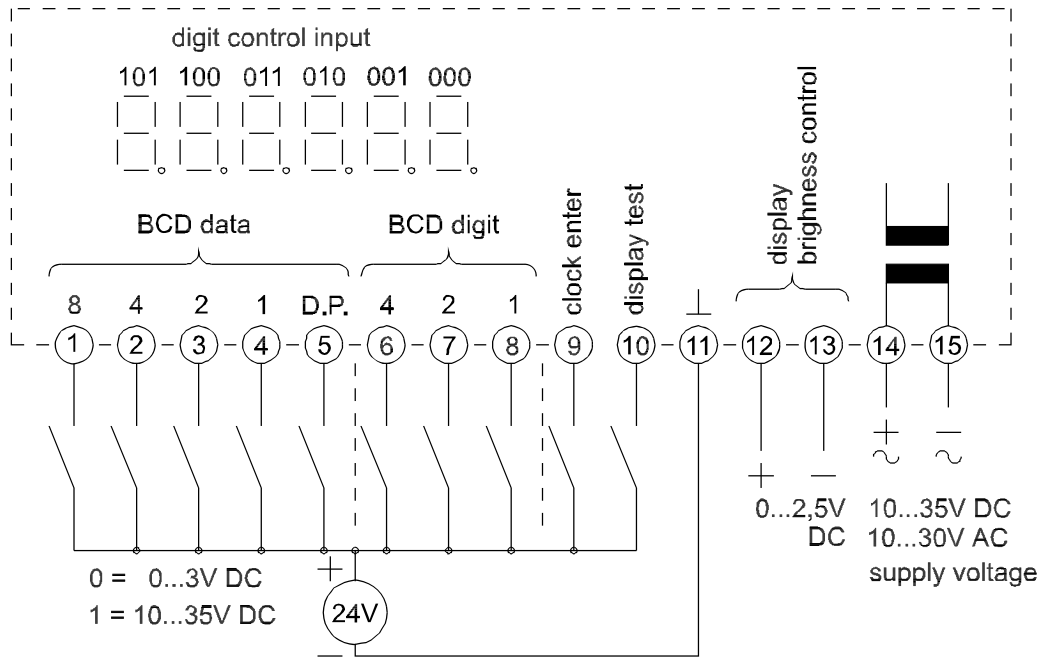 digit control input
101 100 011 010 001 000
BCD data
BCD digit
clock enter
display test
display
brighness control
8 4 2 1 D.P. 4 2 1
⊥
1 2 3 4 5 6 7 8 9 10 11 12 13 14 15
+ − + −
∼ ∼
0...2,5V
DC
10...35V DC
10...30V AC
supply voltage
0 = 0...3V DC
1 = 10...35V DC
+
24V
−